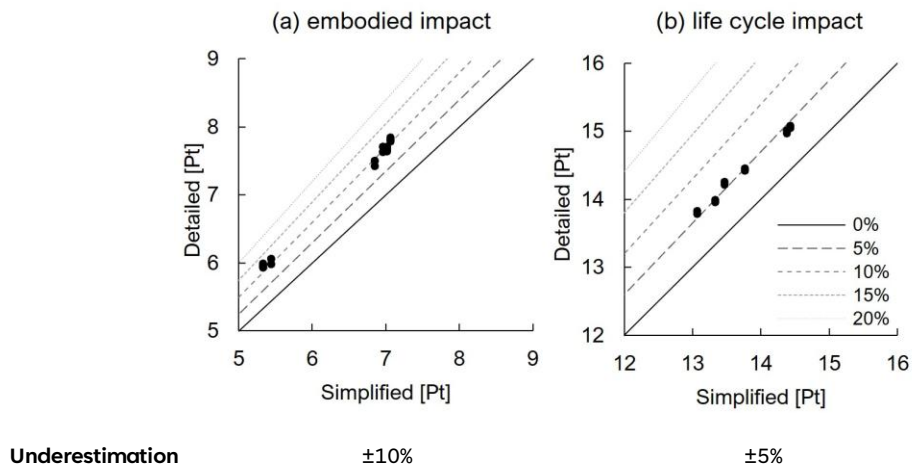 (a) embodied impact
(b) life cycle impact
9
8
7
6
5
Detailed [Pt]
5 6 7 8 9
Simplified [Pt]
16
15
14
13
12
Detailed [Pt]
0%
5%
10%
15%
20%
12 13 14 15 16
Simplified [Pt]
Underestimation ±10% ±5%